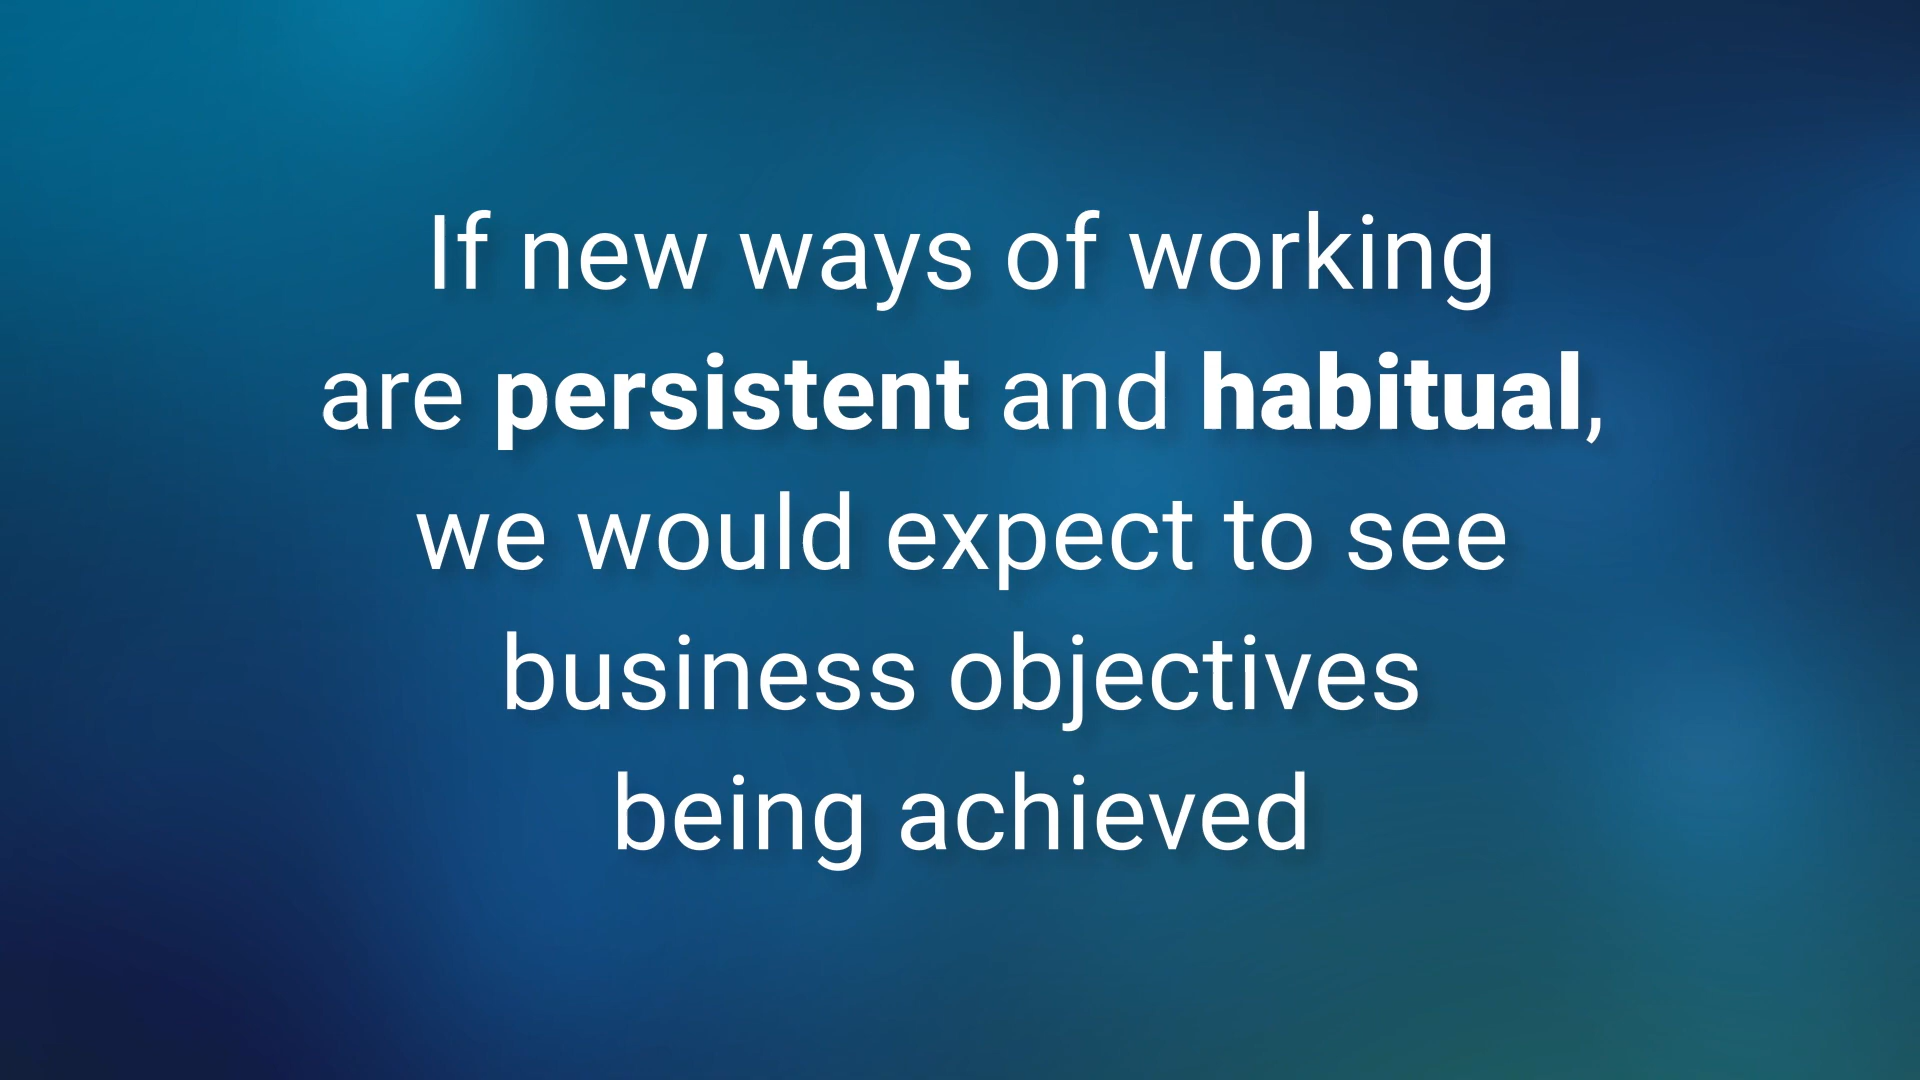 If new ways of working
are persistent and habitual,
we would expect to see
business objectives
being achieved